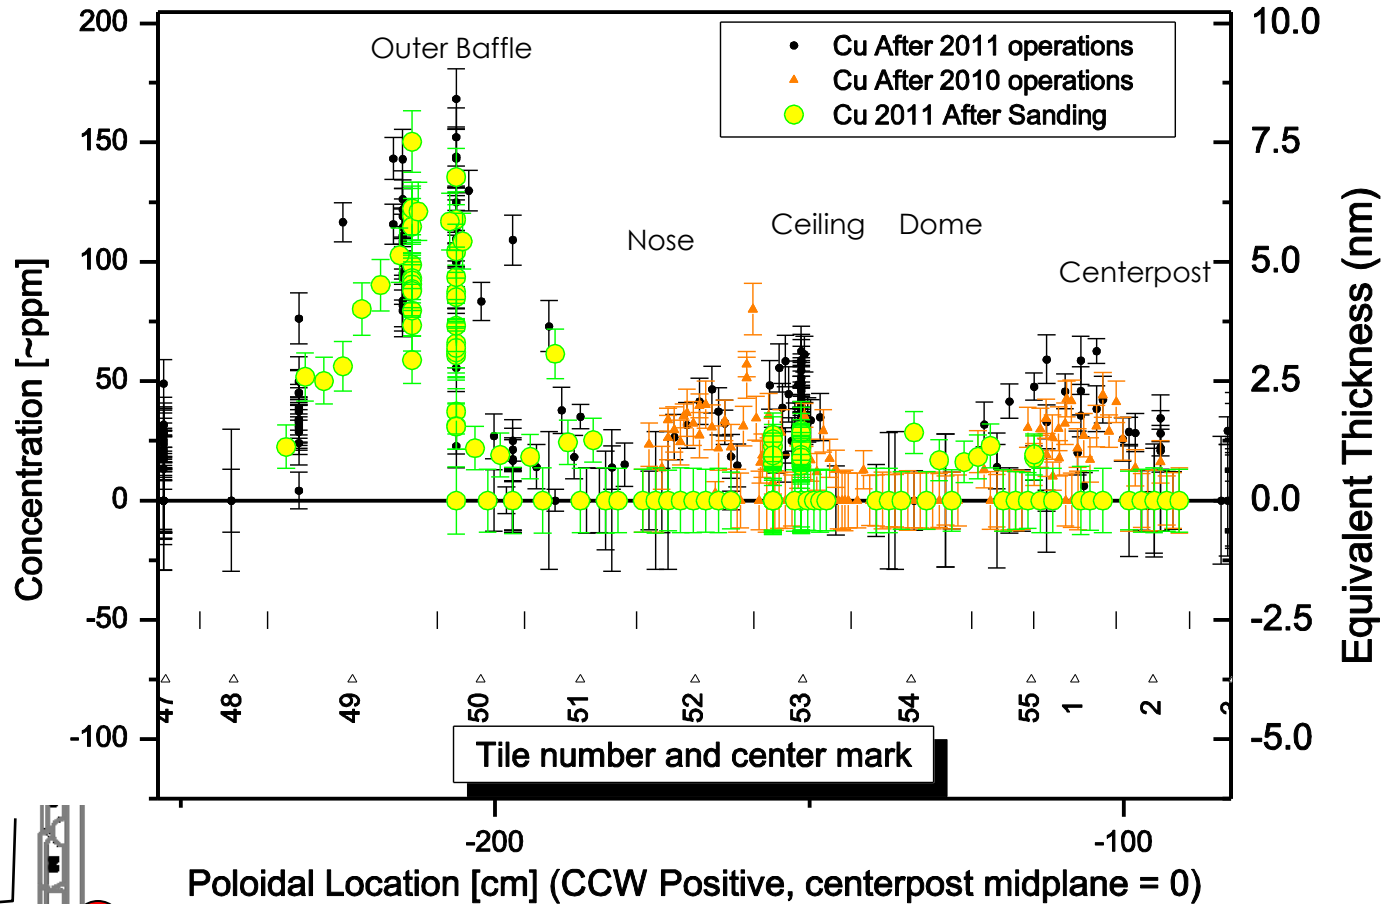 200
150
100
50
0
-50
-100
Concentration [~ppm]
Outer Baffle
Nose
Ceiling
Dome
Centerpost
Cu After 2011 operations
Cu After 2010 operations
Cu 2011 After Sanding
10.0
7.5
5.0
2.5
0.0
-2.5
-5.0
Equivalent Thickness (nm)
47 48 49 50 51 52 53 54 55 1 2
Tile number and center mark
-200 -100
Poloidal Location [cm] (CCW Positive, centerpost midplane = 0)